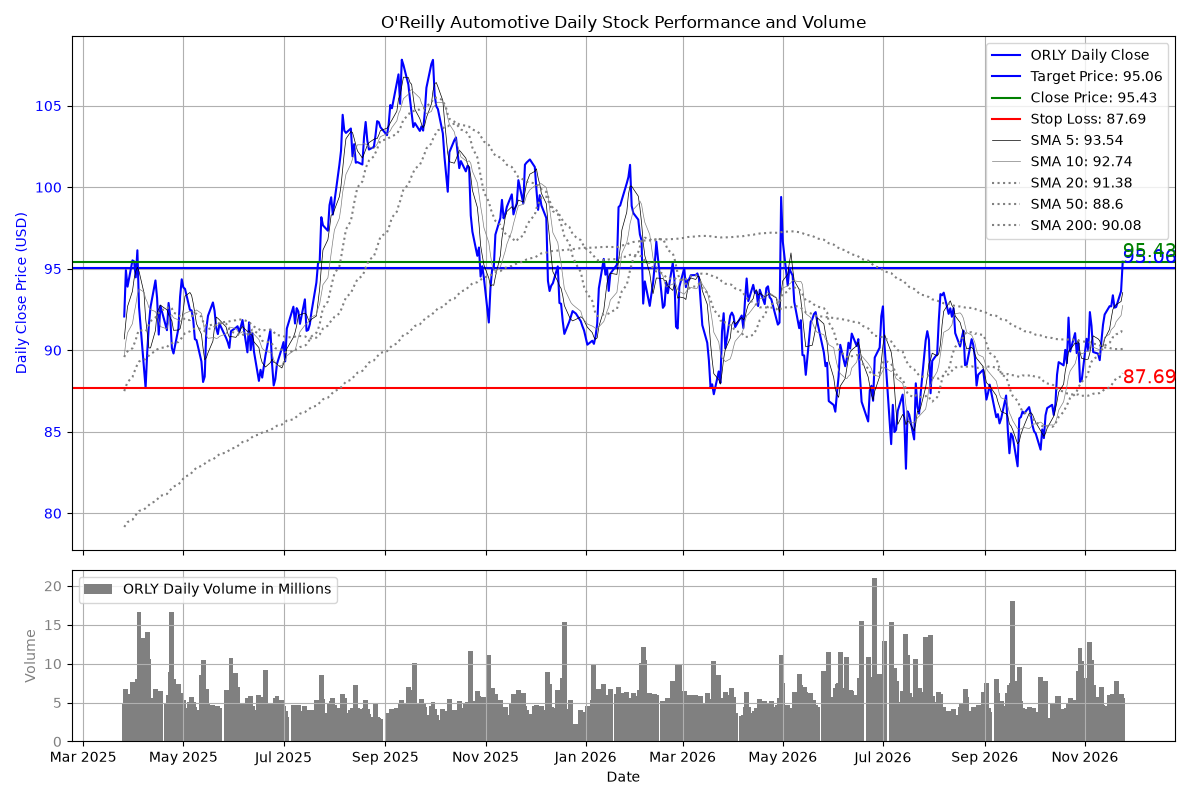 O'Reilly Automotive Daily Stock Performance and Volume
Daily Close Price (USD)
105
100
95
90
85
80
ORLY Daily Close
Target Price: 95.06
Close Price: 95.43
Stop Loss: 87.69
SMA 5: 93.54
SMA 10: 92.74
SMA 20: 91.38
SMA 50: 88.6
SMA 200: 90.08
95.43
95.06
87.69
ORLY Daily Volume in Millions
Volume
20
15
10
5
0
Mar 2025
May 2025
Jul 2025
Sep 2025
Nov 2025
Jan 2026
Mar 2026
May 2026
Jul 2026
Sep 2026
Nov 2026
Date